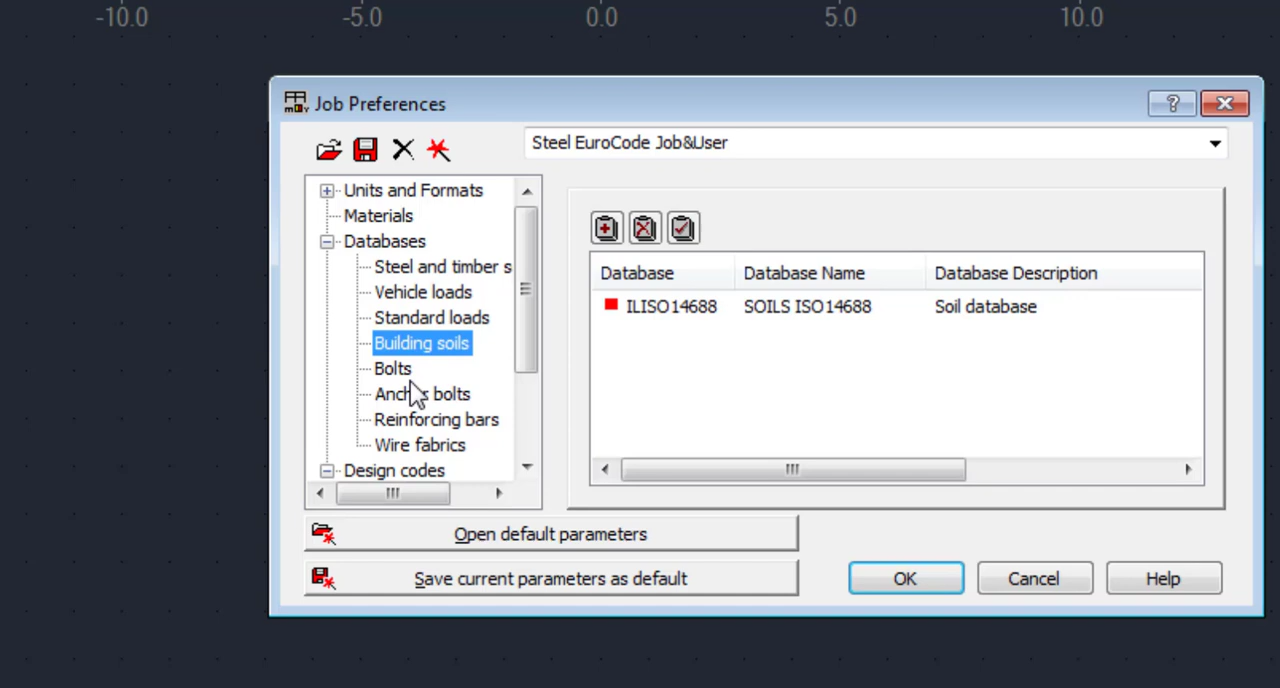 -10.0 -5.0 0.0 5.0 10.0
Job Preferences
Steel EuroCode Job&User
Units and Formats
Materials
Databases
Steel and timber s
Vehicle loads
Standard loads
Building soils
Bolts
Anchor bolts
Reinforcing bars
Wire fabrics
Design codes
Database Database Name Database Description
ILISO14688 SOILS ISO14688 Soil database
Open default parameters
Save current parameters as default
OK Cancel Help